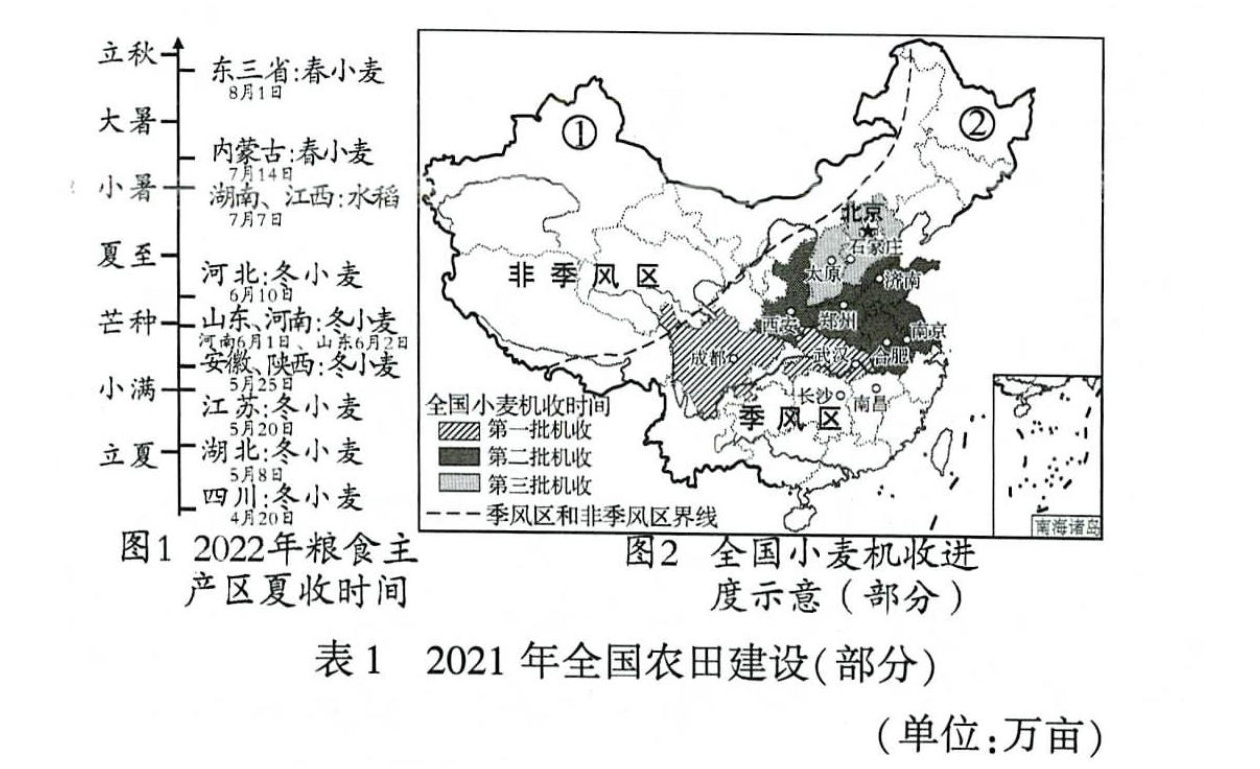 立秋
东三省:春小麦
8月1日
大暑
内蒙古:春小麦
7月14日
小暑
湖南、江西:水稻
7月7日
夏至
河北:冬小麦
6月10日
芒种
山东、河南:冬小麦
河南6月1日、山东6月2日
安徽、陕西:冬小麦
5月25日
小满
江苏:冬小麦
5月20日
立夏
湖北:冬小麦
5月8日
四川:冬小麦
4月20日
图1 2022年粮食主
产区夏收时间
①
②
北京
石家庄
太原
济南
非季风区
西安
郑州
南京
成都
武汉
合肥
长沙
南昌
季风区
全国小麦机收时间
第一批机收
第二批机收
第三批机收
季风区和非季风区界线
南海诸岛
图2 全国小麦机收进
度示意(部分)
表1 2021年全国农田建设(部分)
(单位:万亩)